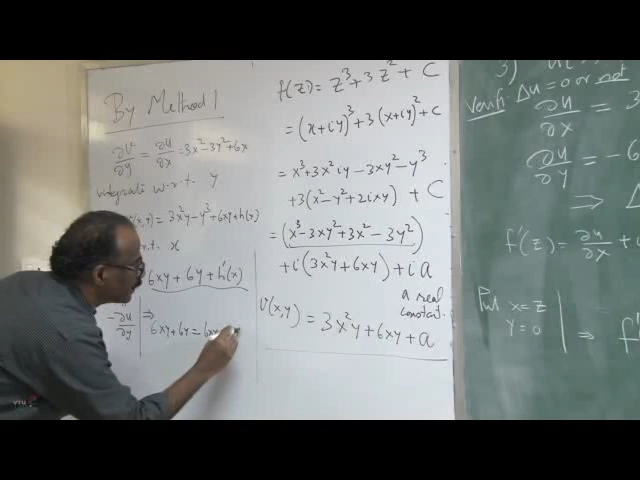 By Method 1
∂v/∂y = ∂u/∂x = 3x²-3y²+6x
integrate w.r.t. y
(x,y) = 3x²y-y³+6xy+h(x)
r.t. x
6xy+6y+h'(x)
-∂u/∂y | ⇒
6xy+6y = 6xy
f(z) = z³+3z²+C
= (x+iy)³+3(x+iy)²+C
= x³+3x²iy-3xy²-y³
+3(x²-y²+2ixy) + C
= (x³-3xy²+3x²-3y²)
+i(3x²y+6xy)+ia
a real
constant.
v(x,y) = 3x²y+6xy+a
3)
Verify Δu = 0 or not
∂u/∂x = 3
∂u/∂y = -6
⇒
f'(z) = ∂u/∂x + i
Put x=z
y=0
⇒ f'